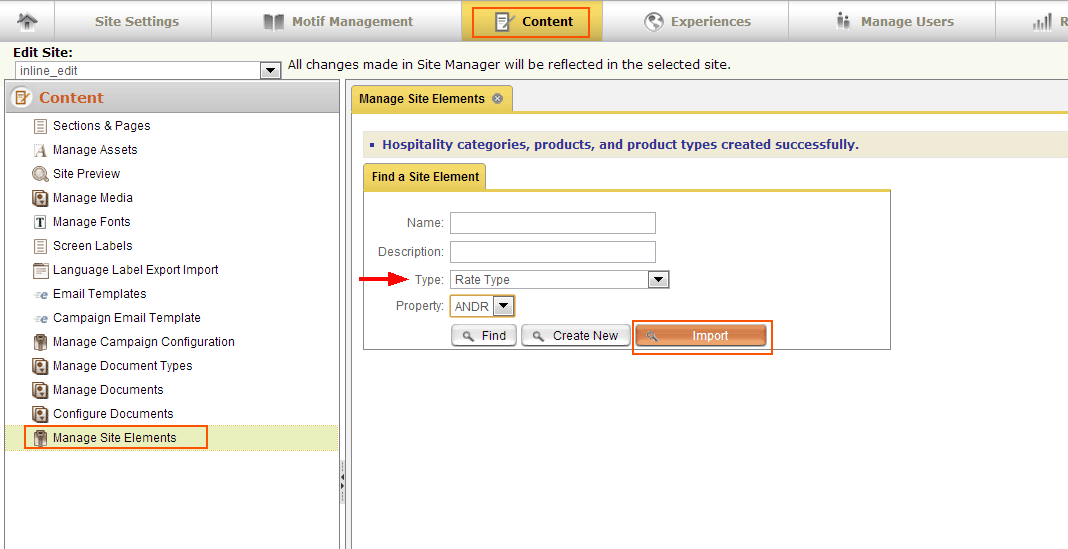 Site Settings
Motif Management
Content
Experiences
Manage Users
R
Edit Site:
inline_edit
All changes made in Site Manager will be reflected in the selected site.
Content
Sections & Pages
Manage Assets
Site Preview
Manage Media
Manage Fonts
Screen Labels
Language Label Export Import
Email Templates
Campaign Email Template
Manage Campaign Configuration
Manage Document Types
Manage Documents
Configure Documents
Manage Site Elements
Manage Site Elements
Hospitality categories, products, and product types created successfully.
Find a Site Element
Name:
Description:
Type: Rate Type
Property: ANDR
Find Create New Import